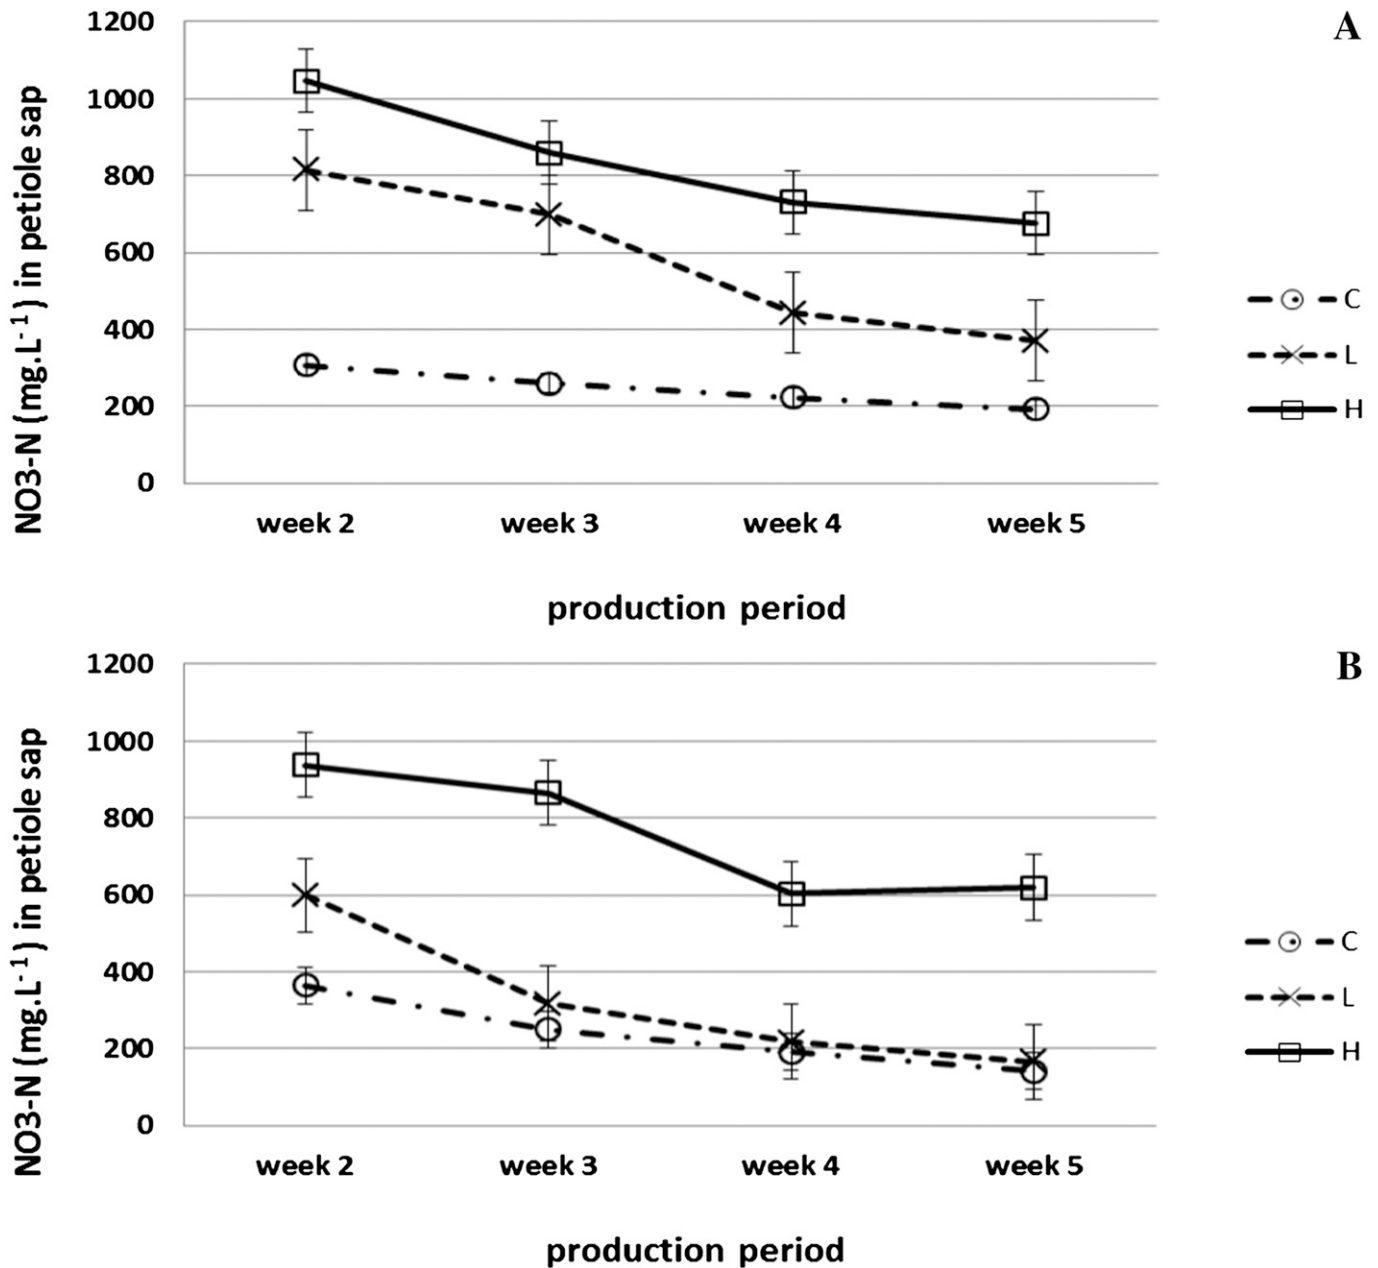 A
1200
1000
800
600
400
200
0
NO3-N (mg.L-1) in petiole sap
week 2 week 3 week 4 week 5
production period
C
L
H
B
1200
1000
800
600
400
200
0
NO3-N (mg.L-1) in petiole sap
week 2 week 3 week 4 week 5
production period
C
L
H